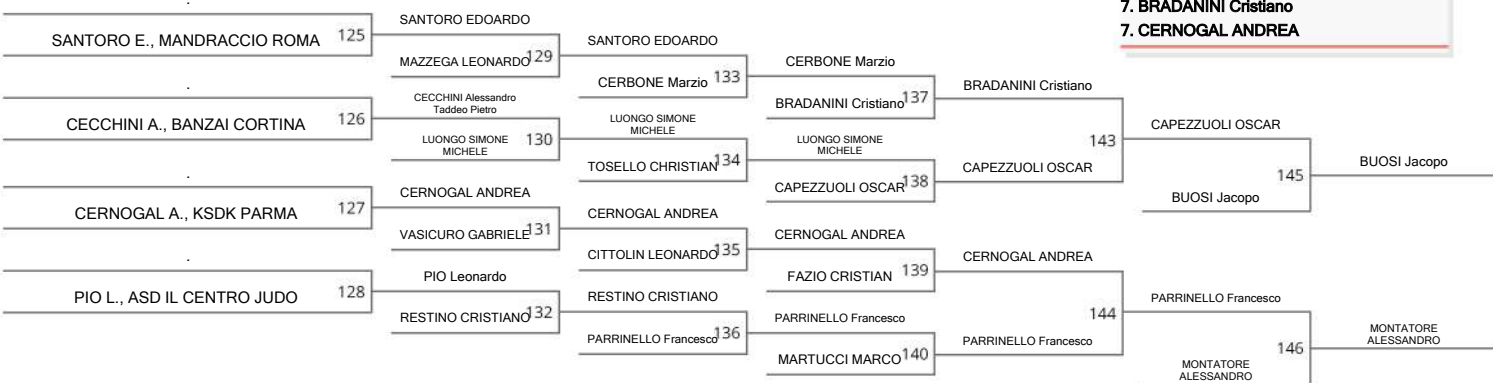 7. BRADANINI Cristiano
7. CERNOGAL ANDREA
.
SANTORO E., MANDRACCIO ROMA
125
.
CECCHINI A., BANZAI CORTINA
126
.
CERNOGAL A., KSDK PARMA
127
.
PIO L., ASD IL CENTRO JUDO
128
SANTORO EDOARDO
MAZZEGA LEONARDO
129
CECCHINI Alessandro
Taddeo Pietro
LUONGO SIMONE
MICHELE
130
CERNOGAL ANDREA
VASICURO GABRIELE
131
PIO Leonardo
RESTINO CRISTIANO
132
SANTORO EDOARDO
CERBONE Marzio
133
LUONGO SIMONE
MICHELE
TOSELLO CHRISTIAN
134
CERNOGAL ANDREA
CITTOLIN LEONARDO
135
RESTINO CRISTIANO
PARRINELLO Francesco
136
CERBONE Marzio
BRADANINI Cristiano
137
LUONGO SIMONE
MICHELE
CAPEZZUOLI OSCAR
138
CERNOGAL ANDREA
FAZIO CRISTIAN
139
PARRINELLO Francesco
MARTUCCI MARCO
140
BRADANINI Cristiano
143
CAPEZZUOLI OSCAR
CERNOGAL ANDREA
144
PARRINELLO Francesco
CAPEZZUOLI OSCAR
145
BUOSI Jacopo
PARRINELLO Francesco
146
MONTATORE
ALESSANDRO
BUOSI Jacopo
MONTATORE
ALESSANDRO